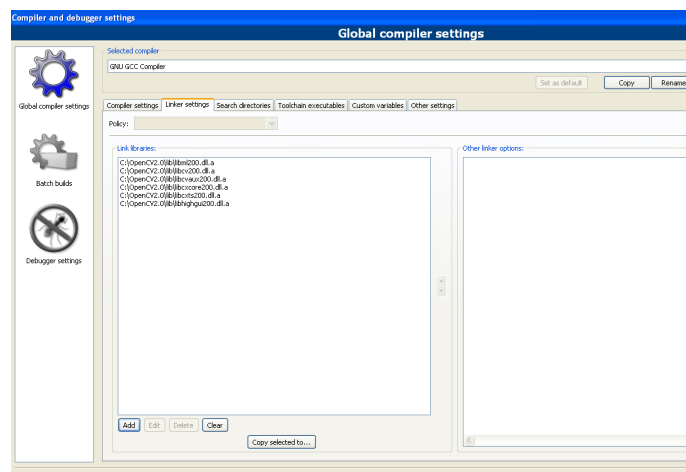 Compiler and debugger settings
Global compiler settings
Selected compiler
GNU GCC Compiler
Set as default
Copy
Rename
Global compiler settings
Compiler settings
Linker settings
Search directories
Toolchain executables
Custom variables
Other settings
Policy:
Link libraries:
Other linker options:
C:\OpenCV2.0\lib\libml200.dll.a
C:\OpenCV2.0\lib\libcv200.dll.a
C:\OpenCV2.0\lib\libcvaux200.dll.a
C:\OpenCV2.0\lib\libcxcore200.dll.a
C:\OpenCV2.0\lib\libcxts200.dll.a
C:\OpenCV2.0\lib\libhighgui200.dll.a
Batch builds
Debugger settings
Add
Edit
Delete
Clear
Copy selected to...